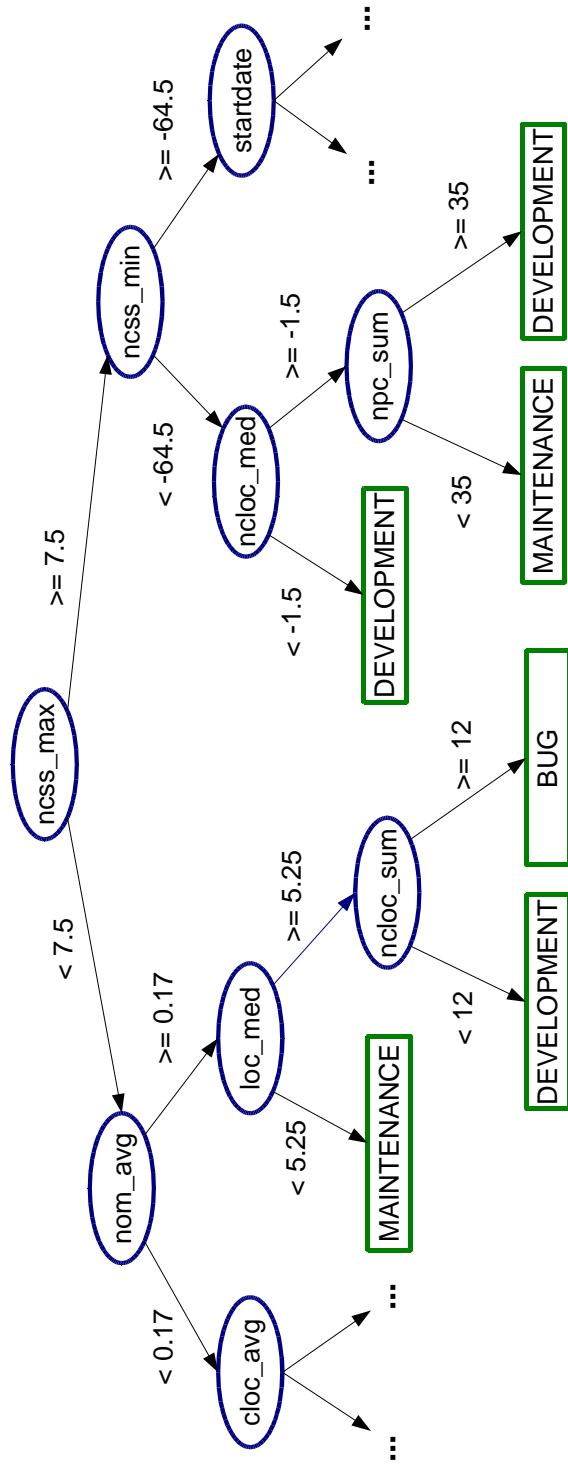 ncss_max
< 7.5
>= 7.5
nom_avg
ncss_min
< 0.17
>= 0.17
< -64.5
>= -64.5
cloc_avg
loc_med
ncloc_med
startdate
...
...
< 5.25
>= 5.25
< -1.5
>= -1.5
...
...
MAINTENANCE
ncloc_sum
DEVELOPMENT
npc_sum
< 12
>= 12
< 35
>= 35
DEVELOPMENT
BUG
MAINTENANCE
DEVELOPMENT